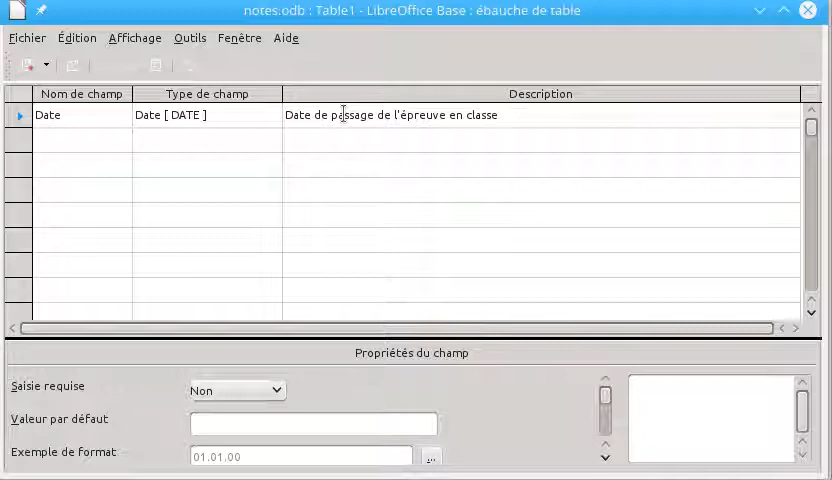 notes.odb : Table1 - LibreOffice Base : ébauche de table
Fichier Édition Affichage Outils Fenêtre Aide
Nom de champ Type de champ Description
Date Date [ DATE ] Date de passage de l'épreuve en classe
Propriétés du champ
Saisie requise Non
Valeur par défaut
Exemple de format 01.01.00 ...